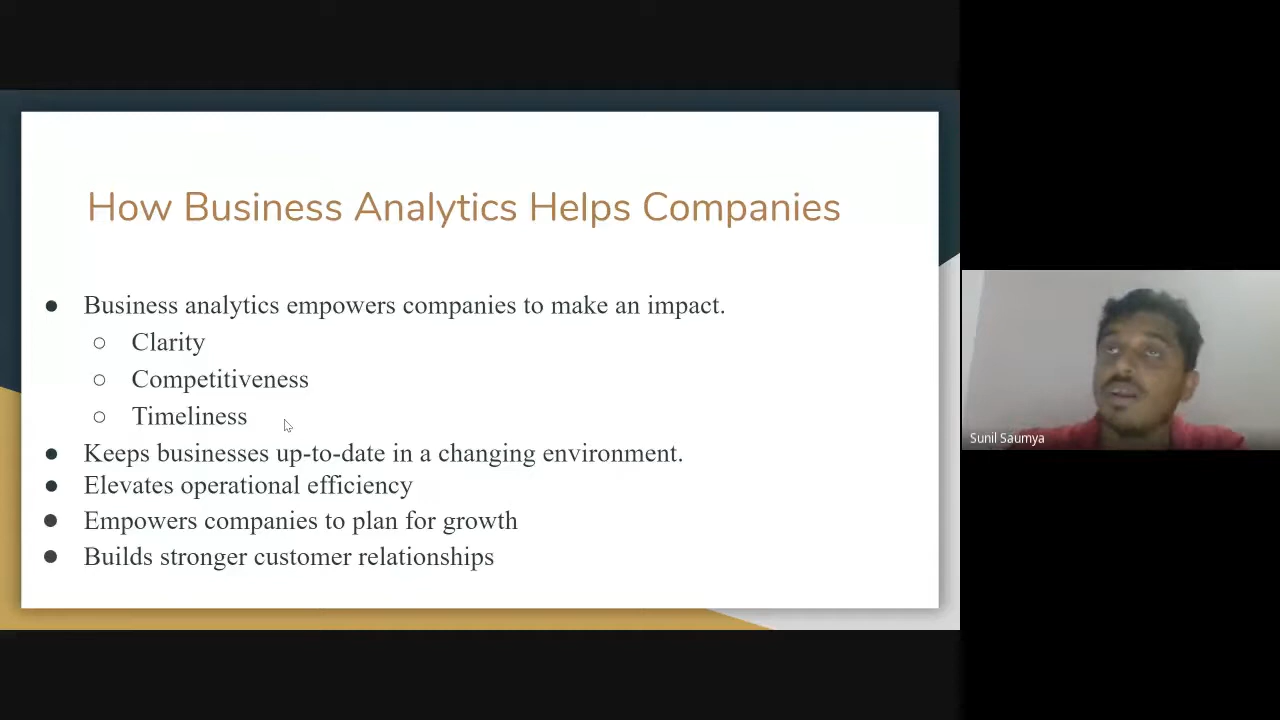 How Business Analytics Helps Companies
● Business analytics empowers companies to make an impact.
○ Clarity
○ Competitiveness
○ Timeliness
● Keeps businesses up-to-date in a changing environment.
● Elevates operational efficiency
● Empowers companies to plan for growth
● Builds stronger customer relationships
Sunil Saumya